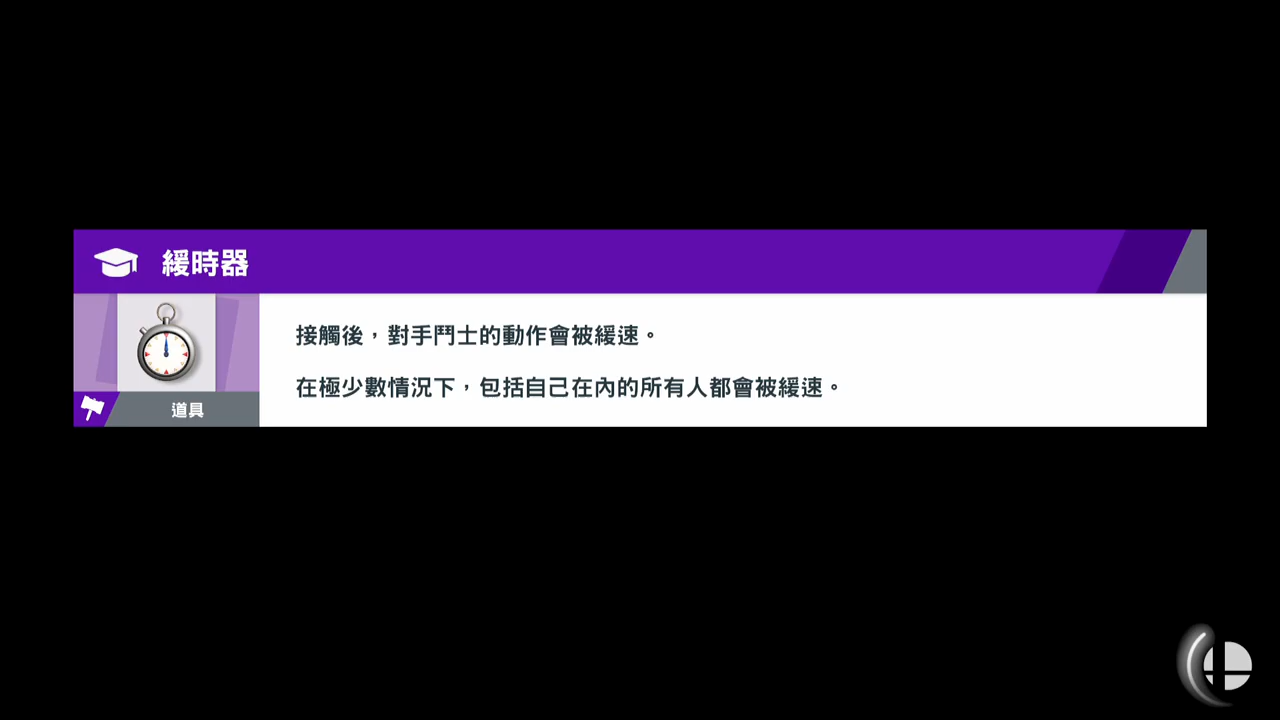 緩時器
接觸後，對手鬥士的動作會被緩速。
在極少數情況下，包括自己在內的所有人都會被緩速。
道具